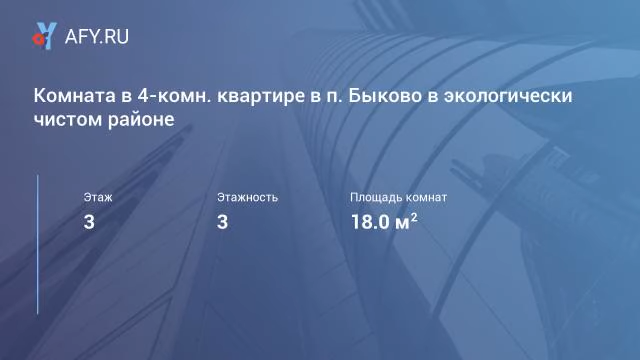 AFY.RU
Комната в 4-комн. квартире в п. Быково в экологически
чистом районе
Этаж
3
Этажность
3
Площадь комнат
18.0 м²